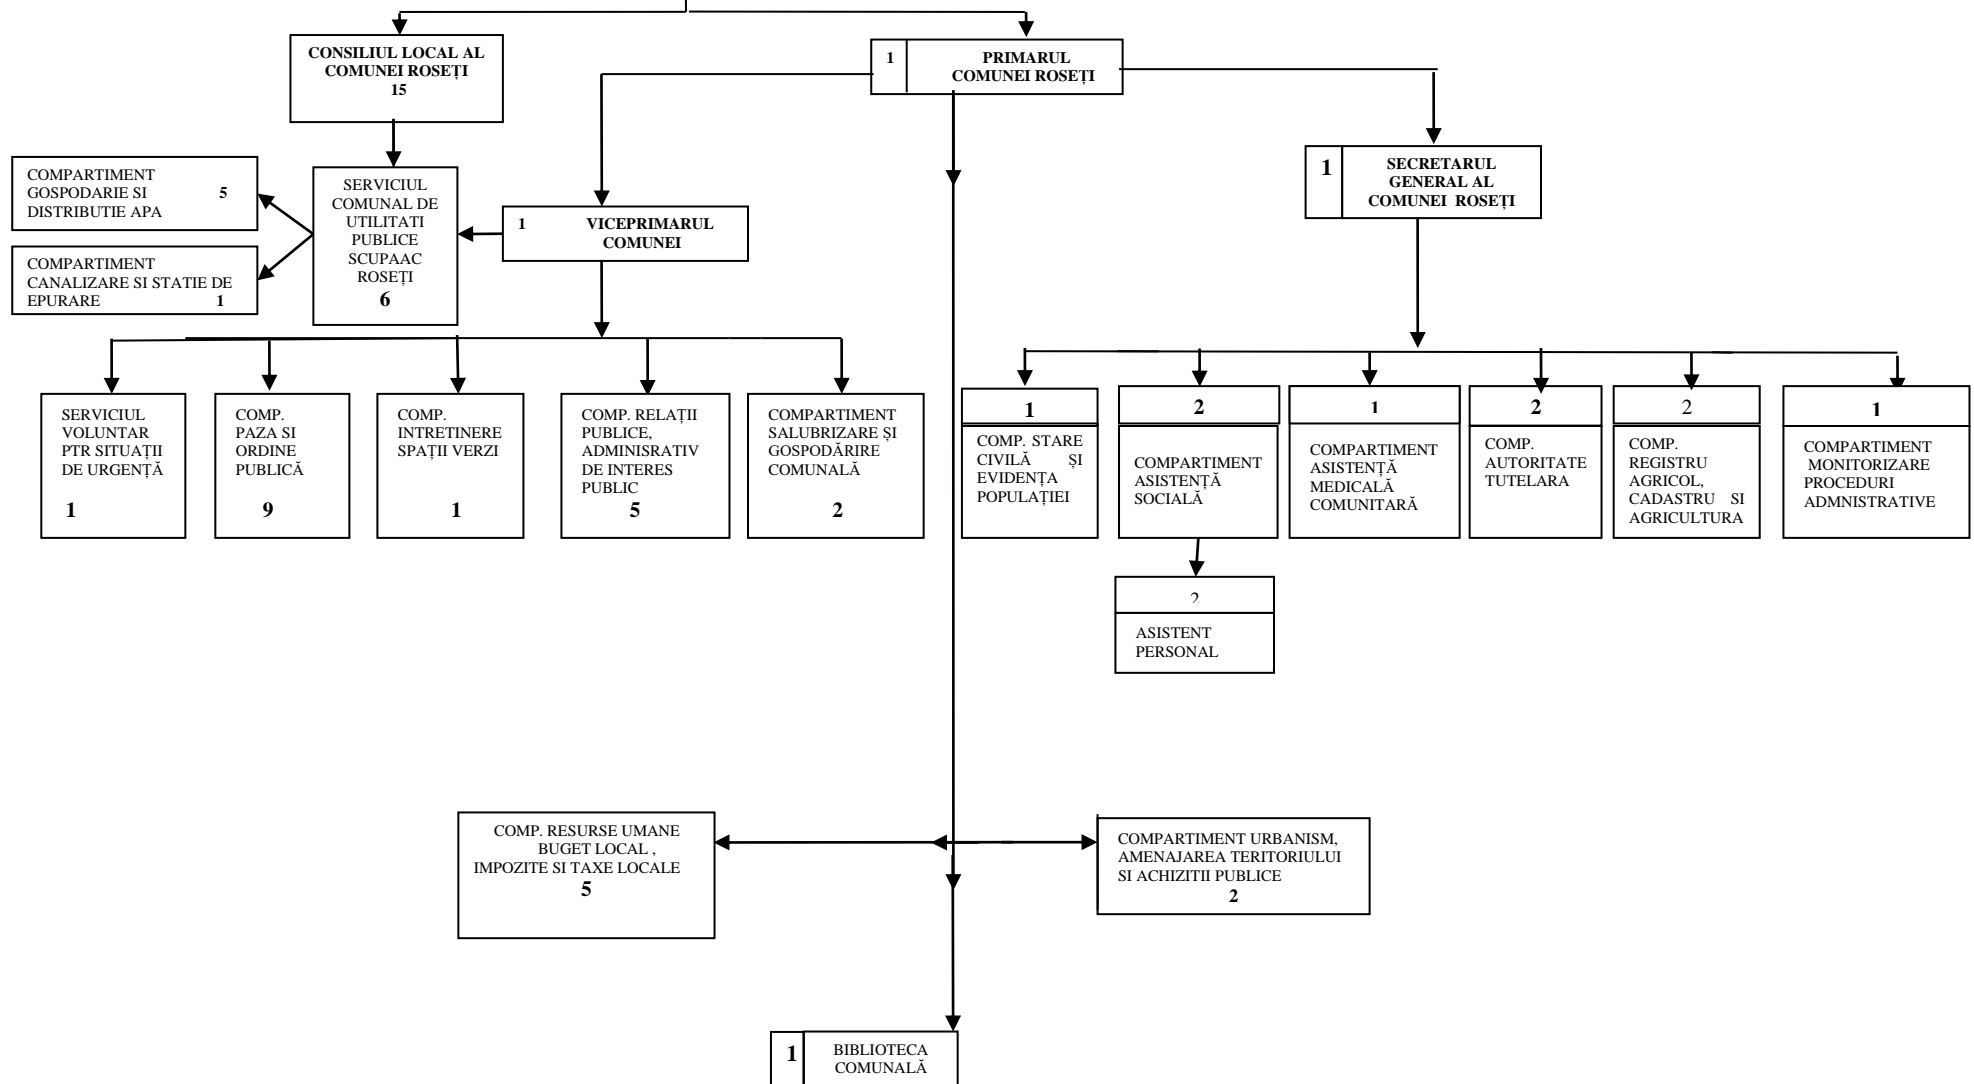 CONSILIUL LOCAL AL
COMUNEI ROSEȚI
15
1
PRIMARUL
COMUNEI ROSEȚI
1
SECRETARUL
GENERAL AL
COMUNEI ROSEȚI
COMPARTIMENT
GOSPODARIE SI 5
DISTRIBUTIE APA
COMPARTIMENT
CANALIZARE SI STATIE DE
EPURARE 1
SERVICIUL
COMUNAL DE
UTILITATI
PUBLICE
SCUPAAC
ROSEȚI
6
1 VICEPRIMARUL
COMUNEI
SERVICIUL
VOLUNTAR
PTR SITUAȚII
DE URGENȚĂ
1
COMP.
PAZA SI
ORDINE
PUBLICĂ
9
COMP.
INTRETINERE
SPAȚII VERZI
1
COMP. RELAȚII
PUBLICE,
ADMINISRATIV
DE INTERES
PUBLIC
5
COMPARTIMENT
SALUBRIZARE ȘI
GOSPODĂRIRE
COMUNALĂ
2
1
COMP. STARE
CIVILĂ ȘI
EVIDENȚA
POPULAȚIEI
2
COMPARTIMENT
ASISTENȚĂ
SOCIALĂ
1
COMPARTIMENT
ASISTENȚĂ
MEDICALĂ
COMUNITARĂ
2
COMP.
AUTORITATE
TUTELARA
2
COMP.
REGISTRU
AGRICOL,
CADASTRU SI
AGRICULTURA
1
COMPARTIMENT
MONITORIZARE
PROCEDURI
ADMNISTRATIVE
2
ASISTENT
PERSONAL
COMP. RESURSE UMANE
BUGET LOCAL ,
IMPOZITE SI TAXE LOCALE
5
COMPARTIMENT URBANISM,
AMENAJAREA TERITORIULUI
SI ACHIZITII PUBLICE
2
1
BIBLIOTECA
COMUNALĂ